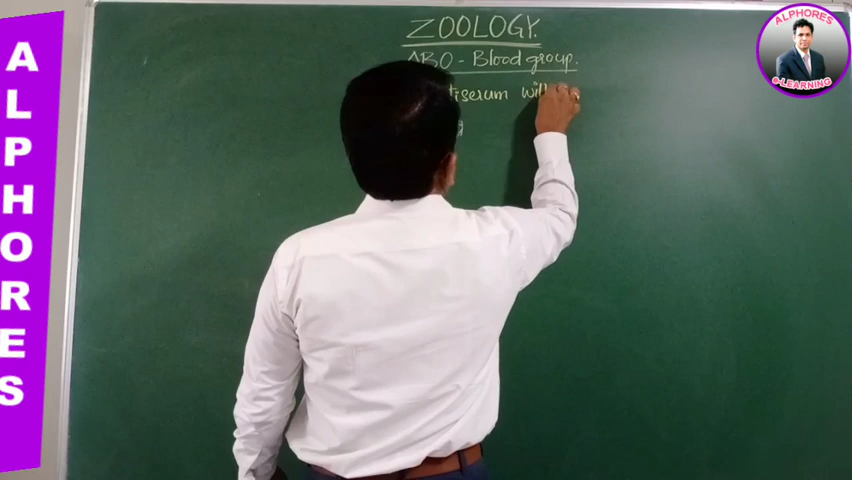 ZOOLOGY.
ABO - Blood group.
ALPHORES
ALPHORES
e-LEARNING